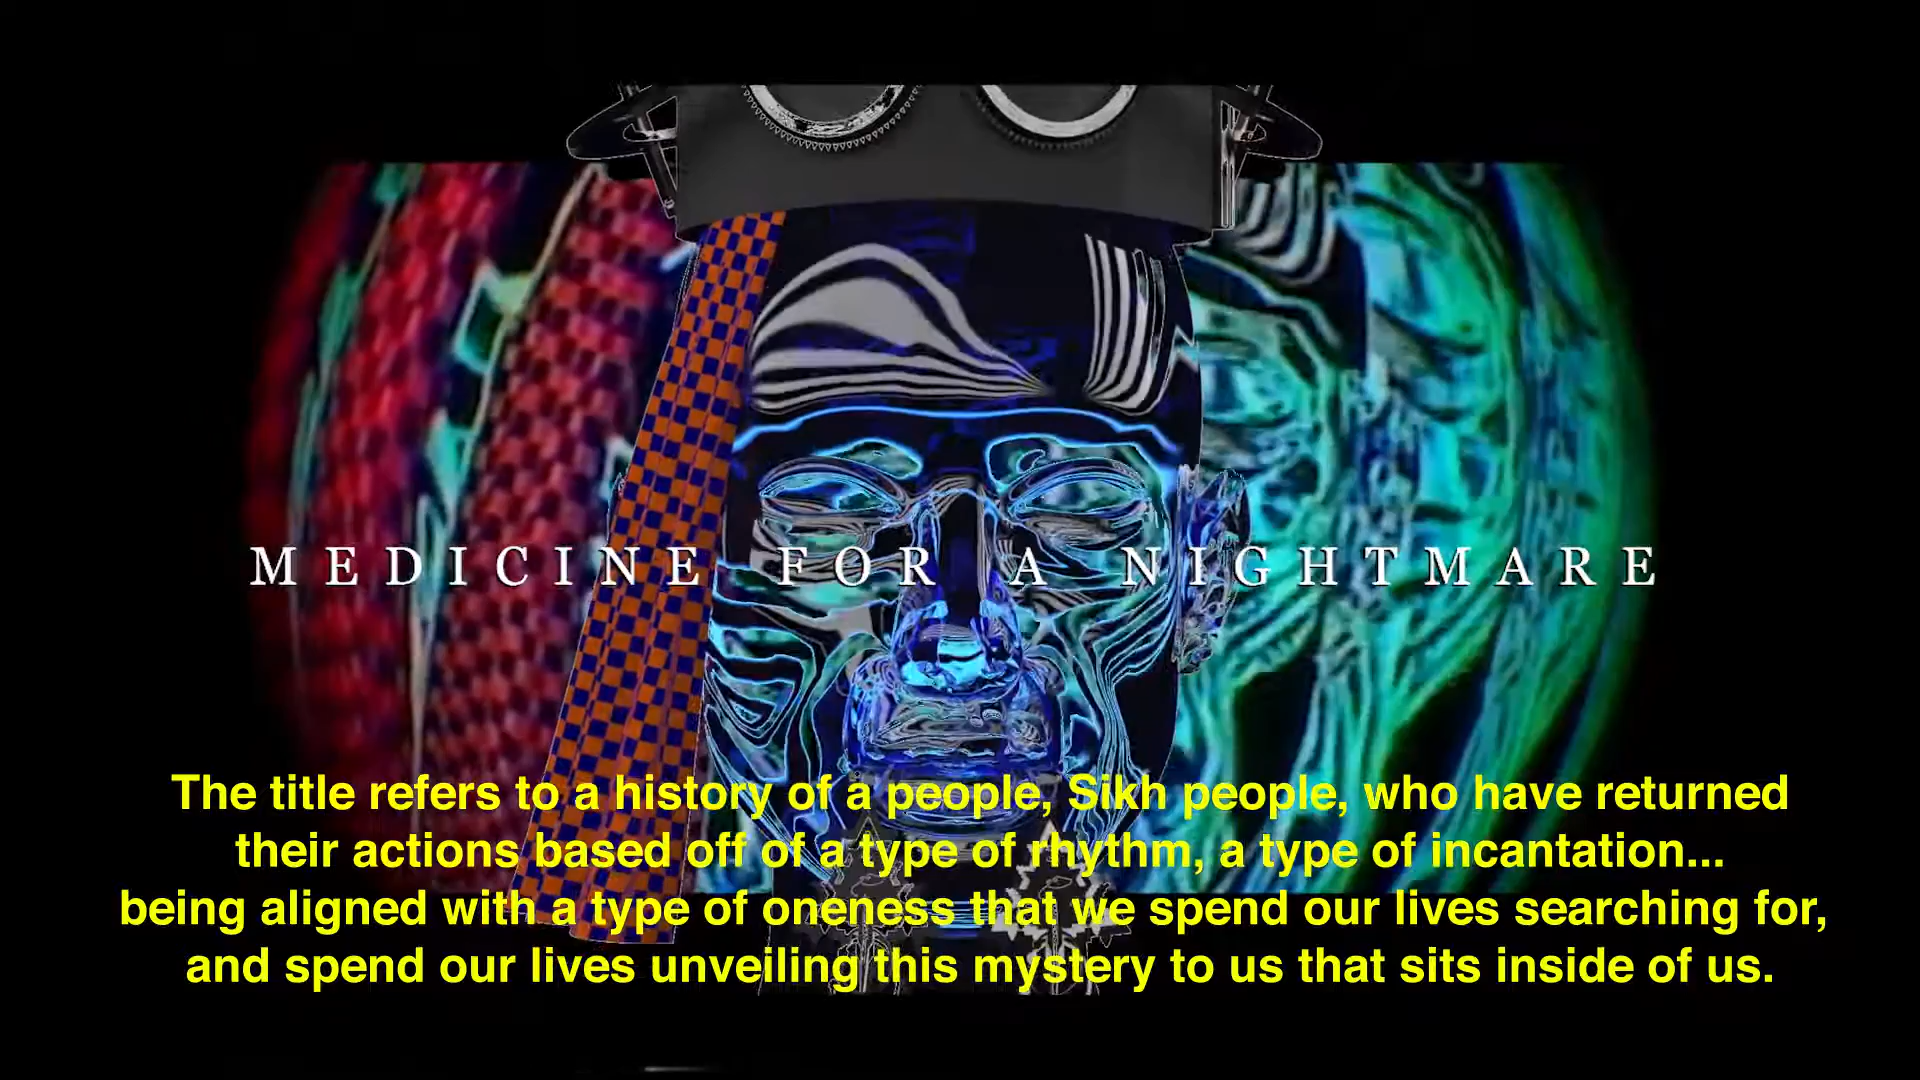 MEDICINE FOR A NIGHTMARE
The title refers to a history of a people, Sikh people, who have returned
their actions based off of a type of rhythm, a type of incantation...
being aligned with a type of oneness that we spend our lives searching for,
and spend our lives unveiling this mystery to us that sits inside of us.